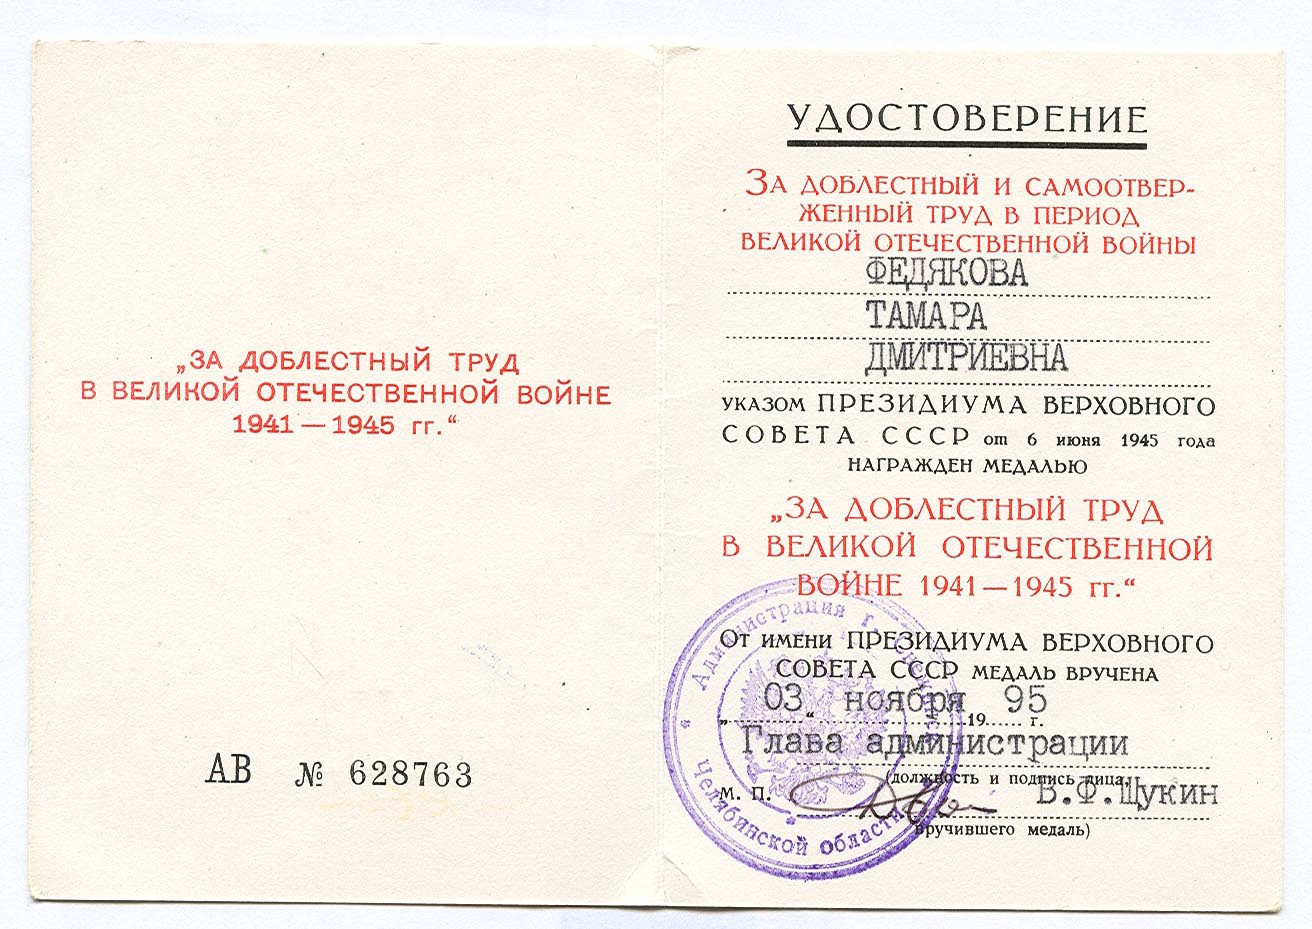 „ЗА ДОБЛЕСТНЫЙ ТРУД
В ВЕЛИКОЙ ОТЕЧЕСТВЕННОЙ ВОЙНЕ
1941 — 1945 гг.“
АВ № 628763
УДОСТОВЕРЕНИЕ
ЗА ДОБЛЕСТНЫЙ И САМООТВЕР-
ЖЕННЫЙ ТРУД В ПЕРИОД
ВЕЛИКОЙ ОТЕЧЕСТВЕННОЙ ВОЙНЫ
ФЕДЯКОВА
ТАМАРА
ДМИТРИЕВНА
УКАЗОМ ПРЕЗИДИУМА ВЕРХОВНОГО
СОВЕТА СССР от 6 июня 1945 года
НАГРАЖДЕН МЕДАЛЬЮ
„ЗА ДОБЛЕСТНЫЙ ТРУД
В ВЕЛИКОЙ ОТЕЧЕСТВЕННОЙ
ВОЙНЕ 1941 — 1945 гг.“
ОТ ИМЕНИ ПРЕЗИДИУМА ВЕРХОВНОГО
СОВЕТА СССР МЕДАЛЬ ВРУЧЕНА
„03“ ноября 1995 г.
Глава администрации
(должность и подпись лица,
М. П. В.Ф.Щукин
вручившего медаль)
Администрация г.
Челябинской области